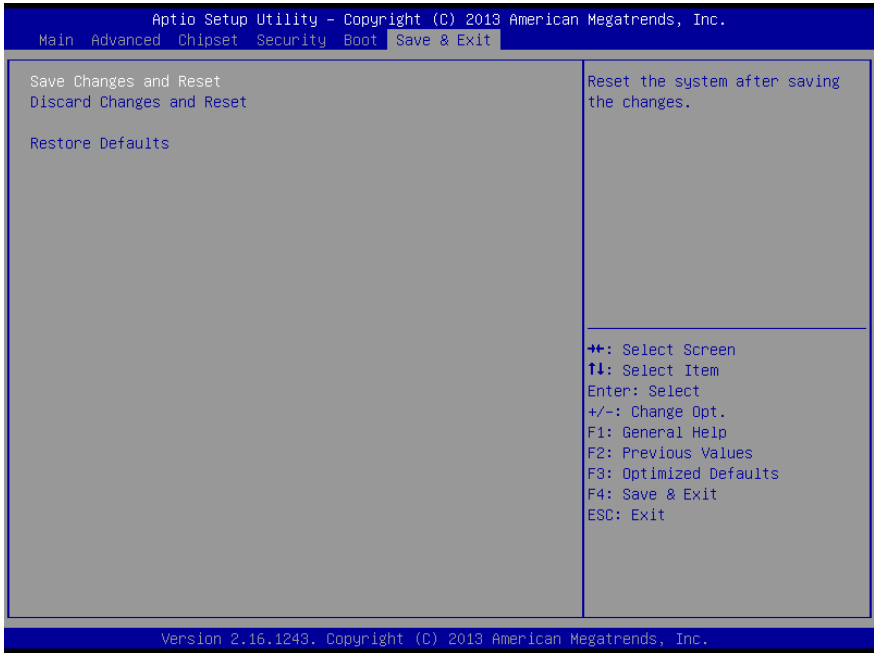 Aptio Setup Utility – Copyright (C) 2013 American Megatrends, Inc.
Main Advanced Chipset Security Boot Save & Exit
Save Changes and Reset
Discard Changes and Reset
Restore Defaults
Reset the system after saving
the changes.
→←: Select Screen
↑↓: Select Item
Enter: Select
+/-: Change Opt.
F1: General Help
F2: Previous Values
F3: Optimized Defaults
F4: Save & Exit
ESC: Exit
Version 2.16.1243. Copyright (C) 2013 American Megatrends, Inc.